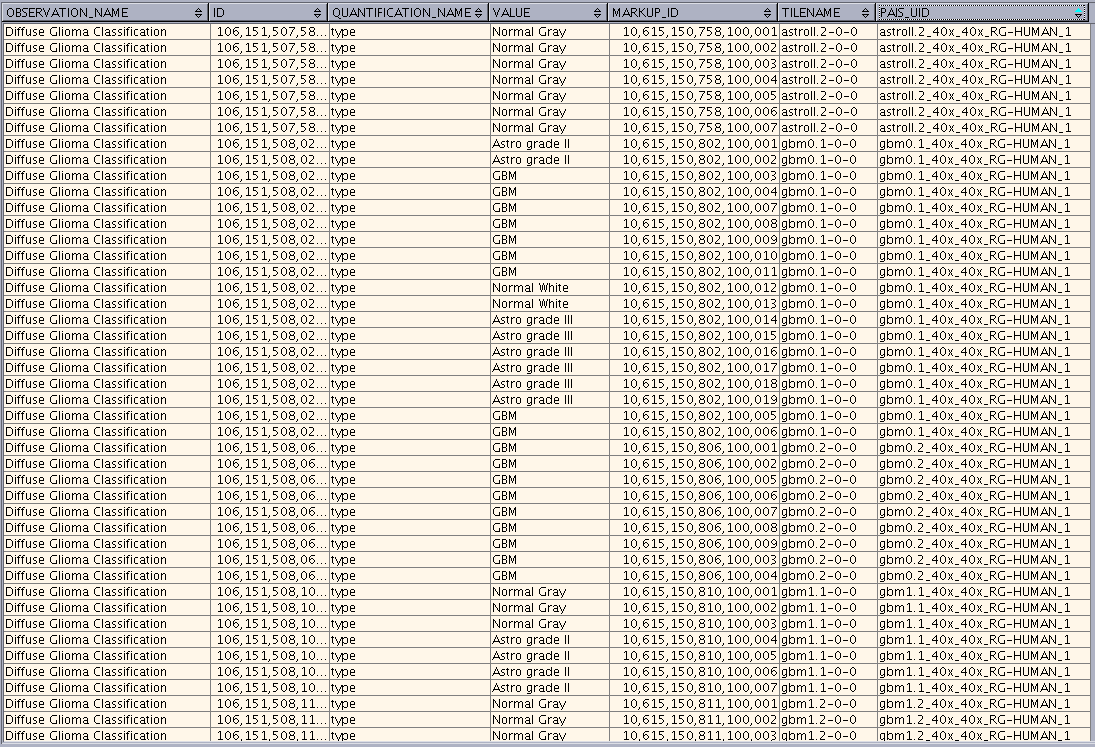 OBSERVATION_NAME ID QUANTIFICATION_NAME VALUE MARKUP_ID TILENAME PAIS_UID
Diffuse Glioma Classification 106,151,507,58... type Normal Gray 10,615,150,758,100,001 astroII.2-0-0 astroII.2_40x_40x_RG-HUMAN_1
Diffuse Glioma Classification 106,151,507,58... type Normal Gray 10,615,150,758,100,002 astroII.2-0-0 astroII.2_40x_40x_RG-HUMAN_1
Diffuse Glioma Classification 106,151,507,58... type Normal Gray 10,615,150,758,100,003 astroII.2-0-0 astroII.2_40x_40x_RG-HUMAN_1
Diffuse Glioma Classification 106,151,507,58... type Normal Gray 10,615,150,758,100,004 astroII.2-0-0 astroII.2_40x_40x_RG-HUMAN_1
Diffuse Glioma Classification 106,151,507,58... type Normal Gray 10,615,150,758,100,005 astroII.2-0-0 astroII.2_40x_40x_RG-HUMAN_1
Diffuse Glioma Classification 106,151,507,58... type Normal Gray 10,615,150,758,100,006 astroII.2-0-0 astroII.2_40x_40x_RG-HUMAN_1
Diffuse Glioma Classification 106,151,507,58... type Normal Gray 10,615,150,758,100,007 astroII.2-0-0 astroII.2_40x_40x_RG-HUMAN_1
Diffuse Glioma Classification 106,151,508,02... type Astro grade II 10,615,150,802,100,001 gbm0.1-0-0 gbm0.1_40x_40x_RG-HUMAN_1
Diffuse Glioma Classification 106,151,508,02... type Astro grade II 10,615,150,802,100,002 gbm0.1-0-0 gbm0.1_40x_40x_RG-HUMAN_1
Diffuse Glioma Classification 106,151,508,02... type GBM 10,615,150,802,100,003 gbm0.1-0-0 gbm0.1_40x_40x_RG-HUMAN_1
Diffuse Glioma Classification 106,151,508,02... type GBM 10,615,150,802,100,004 gbm0.1-0-0 gbm0.1_40x_40x_RG-HUMAN_1
Diffuse Glioma Classification 106,151,508,02... type GBM 10,615,150,802,100,007 gbm0.1-0-0 gbm0.1_40x_40x_RG-HUMAN_1
Diffuse Glioma Classification 106,151,508,02... type GBM 10,615,150,802,100,008 gbm0.1-0-0 gbm0.1_40x_40x_RG-HUMAN_1
Diffuse Glioma Classification 106,151,508,02... type GBM 10,615,150,802,100,009 gbm0.1-0-0 gbm0.1_40x_40x_RG-HUMAN_1
Diffuse Glioma Classification 106,151,508,02... type GBM 10,615,150,802,100,010 gbm0.1-0-0 gbm0.1_40x_40x_RG-HUMAN_1
Diffuse Glioma Classification 106,151,508,02... type GBM 10,615,150,802,100,011 gbm0.1-0-0 gbm0.1_40x_40x_RG-HUMAN_1
Diffuse Glioma Classification 106,151,508,02... type Normal White 10,615,150,802,100,012 gbm0.1-0-0 gbm0.1_40x_40x_RG-HUMAN_1
Diffuse Glioma Classification 106,151,508,02... type Normal White 10,615,150,802,100,013 gbm0.1-0-0 gbm0.1_40x_40x_RG-HUMAN_1
Diffuse Glioma Classification 106,151,508,02... type Astro grade III 10,615,150,802,100,014 gbm0.1-0-0 gbm0.1_40x_40x_RG-HUMAN_1
Diffuse Glioma Classification 106,151,508,02... type Astro grade III 10,615,150,802,100,015 gbm0.1-0-0 gbm0.1_40x_40x_RG-HUMAN_1
Diffuse Glioma Classification 106,151,508,02... type Astro grade III 10,615,150,802,100,016 gbm0.1-0-0 gbm0.1_40x_40x_RG-HUMAN_1
Diffuse Glioma Classification 106,151,508,02... type Astro grade III 10,615,150,802,100,017 gbm0.1-0-0 gbm0.1_40x_40x_RG-HUMAN_1
Diffuse Glioma Classification 106,151,508,02... type Astro grade III 10,615,150,802,100,018 gbm0.1-0-0 gbm0.1_40x_40x_RG-HUMAN_1
Diffuse Glioma Classification 106,151,508,02... type Astro grade III 10,615,150,802,100,019 gbm0.1-0-0 gbm0.1_40x_40x_RG-HUMAN_1
Diffuse Glioma Classification 106,151,508,02... type GBM 10,615,150,802,100,005 gbm0.1-0-0 gbm0.1_40x_40x_RG-HUMAN_1
Diffuse Glioma Classification 106,151,508,02... type GBM 10,615,150,802,100,006 gbm0.1-0-0 gbm0.1_40x_40x_RG-HUMAN_1
Diffuse Glioma Classification 106,151,508,06... type GBM 10,615,150,806,100,001 gbm0.2-0-0 gbm0.2_40x_40x_RG-HUMAN_1
Diffuse Glioma Classification 106,151,508,06... type GBM 10,615,150,806,100,002 gbm0.2-0-0 gbm0.2_40x_40x_RG-HUMAN_1
Diffuse Glioma Classification 106,151,508,06... type GBM 10,615,150,806,100,005 gbm0.2-0-0 gbm0.2_40x_40x_RG-HUMAN_1
Diffuse Glioma Classification 106,151,508,06... type GBM 10,615,150,806,100,006 gbm0.2-0-0 gbm0.2_40x_40x_RG-HUMAN_1
Diffuse Glioma Classification 106,151,508,06... type GBM 10,615,150,806,100,007 gbm0.2-0-0 gbm0.2_40x_40x_RG-HUMAN_1
Diffuse Glioma Classification 106,151,508,06... type GBM 10,615,150,806,100,008 gbm0.2-0-0 gbm0.2_40x_40x_RG-HUMAN_1
Diffuse Glioma Classification 106,151,508,06... type GBM 10,615,150,806,100,009 gbm0.2-0-0 gbm0.2_40x_40x_RG-HUMAN_1
Diffuse Glioma Classification 106,151,508,06... type GBM 10,615,150,806,100,003 gbm0.2-0-0 gbm0.2_40x_40x_RG-HUMAN_1
Diffuse Glioma Classification 106,151,508,06... type GBM 10,615,150,806,100,004 gbm0.2-0-0 gbm0.2_40x_40x_RG-HUMAN_1
Diffuse Glioma Classification 106,151,508,10... type Normal Gray 10,615,150,810,100,001 gbm1.1-0-0 gbm1.1_40x_40x_RG-HUMAN_1
Diffuse Glioma Classification 106,151,508,10... type Normal Gray 10,615,150,810,100,002 gbm1.1-0-0 gbm1.1_40x_40x_RG-HUMAN_1
Diffuse Glioma Classification 106,151,508,10... type Normal Gray 10,615,150,810,100,003 gbm1.1-0-0 gbm1.1_40x_40x_RG-HUMAN_1
Diffuse Glioma Classification 106,151,508,10... type Astro grade II 10,615,150,810,100,004 gbm1.1-0-0 gbm1.1_40x_40x_RG-HUMAN_1
Diffuse Glioma Classification 106,151,508,10... type Astro grade II 10,615,150,810,100,005 gbm1.1-0-0 gbm1.1_40x_40x_RG-HUMAN_1
Diffuse Glioma Classification 106,151,508,10... type Astro grade II 10,615,150,810,100,006 gbm1.1-0-0 gbm1.1_40x_40x_RG-HUMAN_1
Diffuse Glioma Classification 106,151,508,10... type Astro grade II 10,615,150,810,100,007 gbm1.1-0-0 gbm1.1_40x_40x_RG-HUMAN_1
Diffuse Glioma Classification 106,151,508,11... type Normal Gray 10,615,150,811,100,001 gbm1.2-0-0 gbm1.2_40x_40x_RG-HUMAN_1
Diffuse Glioma Classification 106,151,508,11... type Normal Gray 10,615,150,811,100,002 gbm1.2-0-0 gbm1.2_40x_40x_RG-HUMAN_1
Diffuse Glioma Classification 106,151,508,11... type Normal Gray 10,615,150,811,100,003 gbm1.2-0-0 gbm1.2_40x_40x_RG-HUMAN_1